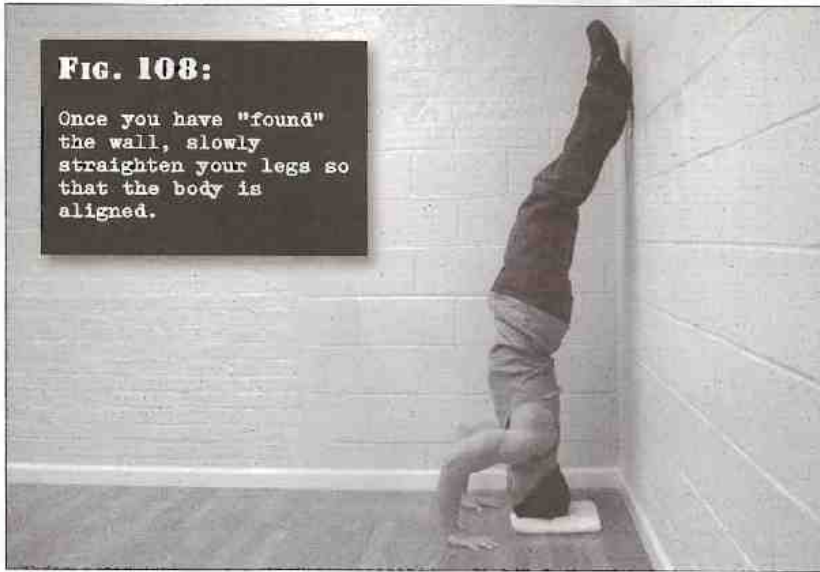 FIG. 108:
Once you have "found"
the wall, slowly
straighten your legs so
that the body is
aligned.